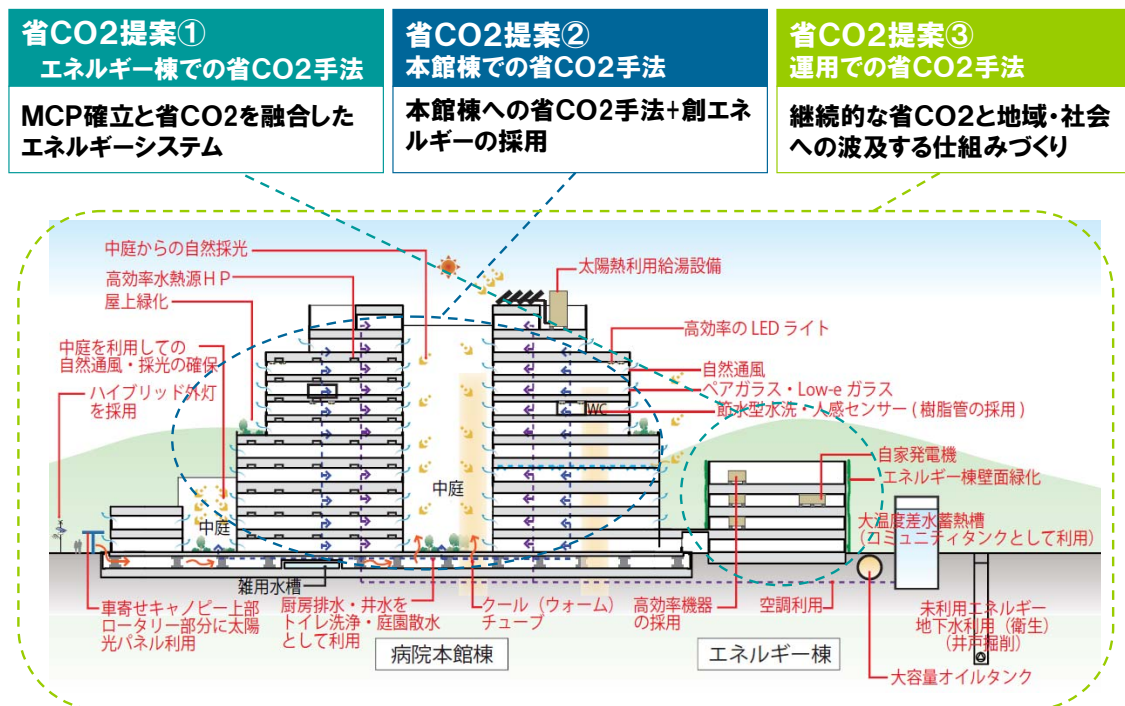 省CO2提案①
エネルギー棟での省CO2手法
MCP確立と省CO2を融合した
エネルギーシステム
省CO2提案②
本館棟での省CO2手法
本館棟への省CO2手法+創エネ
ルギーの採用
省CO2提案③
運用での省CO2手法
継続的な省CO2と地域・社会
への波及する仕組みづくり
中庭からの自然採光
高効率水熱源HP
屋上緑化
中庭を利用しての
自然通風・採光の確保
ハイブリッド外灯
を採用
太陽熱利用給湯設備
高効率の LED ライト
自然通風
ペアガラス・Low-e ガラス
WC
節水型水洗・人感センサー ( 樹脂管の採用 )
自家発電機
エネルギー棟壁面緑化
大温度差水蓄熱槽
(コミュニティタンクとして利用)
中庭
中庭
雑用水槽
車寄せキャノピー上部
ロータリー部分に太陽
光パネル利用
厨房排水・井水を
トイレ洗浄・庭園散水
として利用
クール(ウォーム)
チューブ
高効率機器
の採用
空調利用
未利用エネルギー
地下水利用(衛生)
(井戸掘削)
大容量オイルタンク
病院本館棟
エネルギー棟